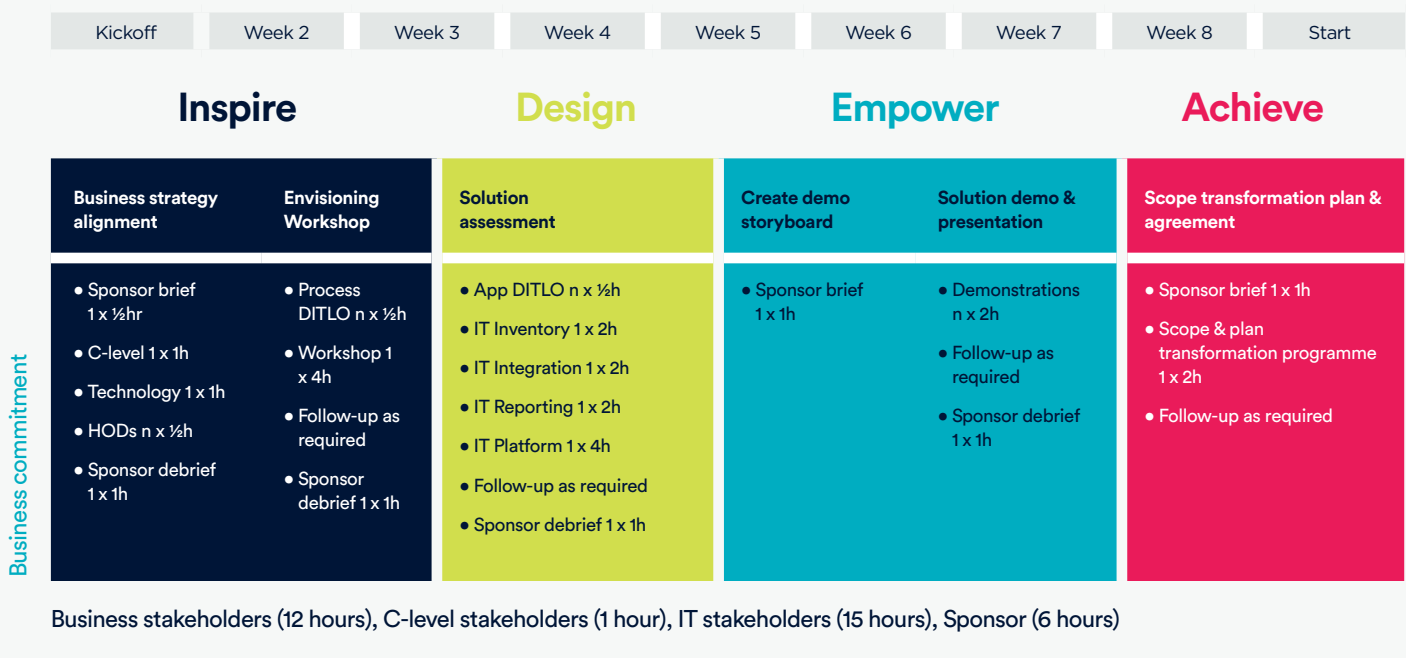 Kickoff
Week 2
Week 3
Week 4
Week 5
Week 6
Week 7
Week 8
Start
Inspire
Design
Empower
Achieve
Business strategy
alignment
Envisioning
Workshop
Solution
assessment
Create demo
storyboard
Solution demo &
presentation
Scope transformation plan &
agreement
Business commitment
● Sponsor brief
1 x ½hr
● C-level 1 x 1h
● Technology 1 x 1h
● HODs n x ½h
● Sponsor debrief
1 x 1h
● Process
DITLO n x ½h
● Workshop 1
x 4h
● Follow-up as
required
● Sponsor
debrief 1 x 1h
● App DITLO n x ½h
● IT Inventory 1 x 2h
● IT Integration 1 x 2h
● IT Reporting 1 x 2h
● IT Platform 1 x 4h
● Follow-up as required
● Sponsor debrief 1 x 1h
● Sponsor brief
1 x 1h
● Demonstrations
n x 2h
● Follow-up as
required
● Sponsor debrief
1 x 1h
● Sponsor brief 1 x 1h
● Scope & plan
transformation programme
1 x 2h
● Follow-up as required
Business stakeholders (12 hours), C-level stakeholders (1 hour), IT stakeholders (15 hours), Sponsor (6 hours)